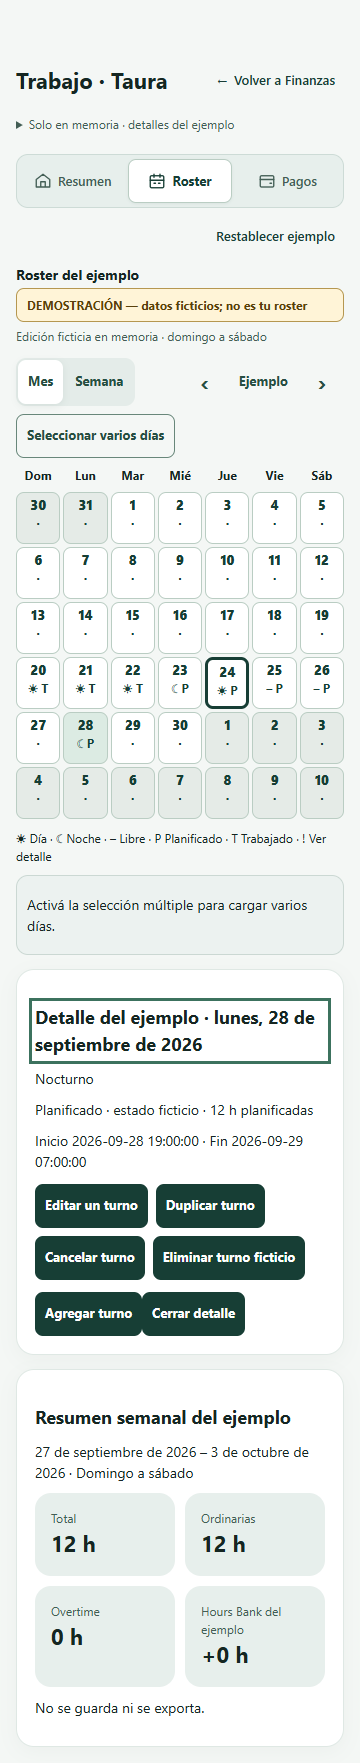 Trabajo · Taura
← Volver a Finanzas
▶ Solo en memoria · detalles del ejemplo
Resumen
Roster
Pagos
Restablecer ejemplo
Roster del ejemplo
DEMOSTRACIÓN — datos ficticios; no es tu roster
Edición ficticia en memoria · domingo a sábado
Mes Semana ‹ Ejemplo ›
Seleccionar varios días
Dom Lun Mar Mié Jue Vie Sáb
30 31 1 2 3 4 5
· · · · · · ·
6 7 8 9 10 11 12
· · · · · · ·
13 14 15 16 17 18 19
· · · · · · ·
20 21 22 23 24 25 26
☀ T ☀ T ☀ T ☾ P ☀ P – P – P
27 28 29 30 1 2 3
· ☾ P · · · · ·
4 5 6 7 8 9 10
· · · · · · ·
☀ Día · ☾ Noche · – Libre · P Planificado · T Trabajado · ! Ver
detalle
Activá la selección múltiple para cargar varios
días.
Detalle del ejemplo · lunes, 28 de
septiembre de 2026
Nocturno
Planificado · estado ficticio · 12 h planificadas
Inicio 2026-09-28 19:00:00 · Fin 2026-09-29
07:00:00
Editar un turno
Duplicar turno
Cancelar turno
Eliminar turno ficticio
Agregar turno
Cerrar detalle
Resumen semanal del ejemplo
27 de septiembre de 2026 – 3 de octubre de
2026 · Domingo a sábado
Total
12 h
Ordinarias
12 h
Overtime
0 h
Hours Bank del
ejemplo
+0 h
No se guarda ni se exporta.